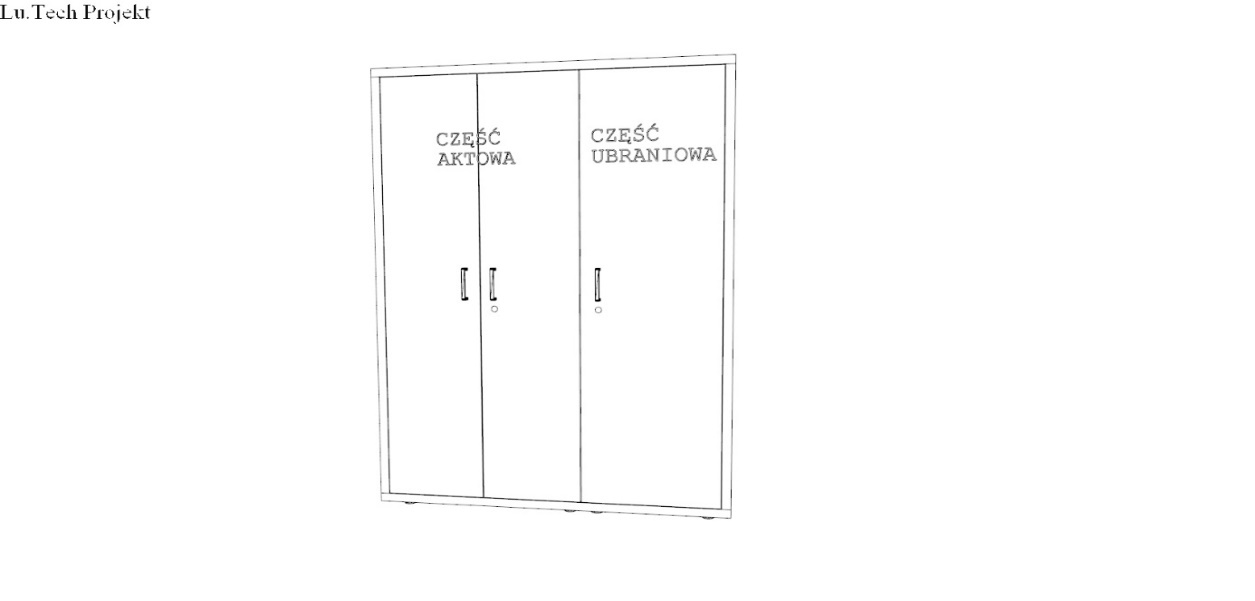 Lu.Tech Projekt
CZĘŚĆ
AKTOWA
CZĘŚĆ
UBRANIOWA